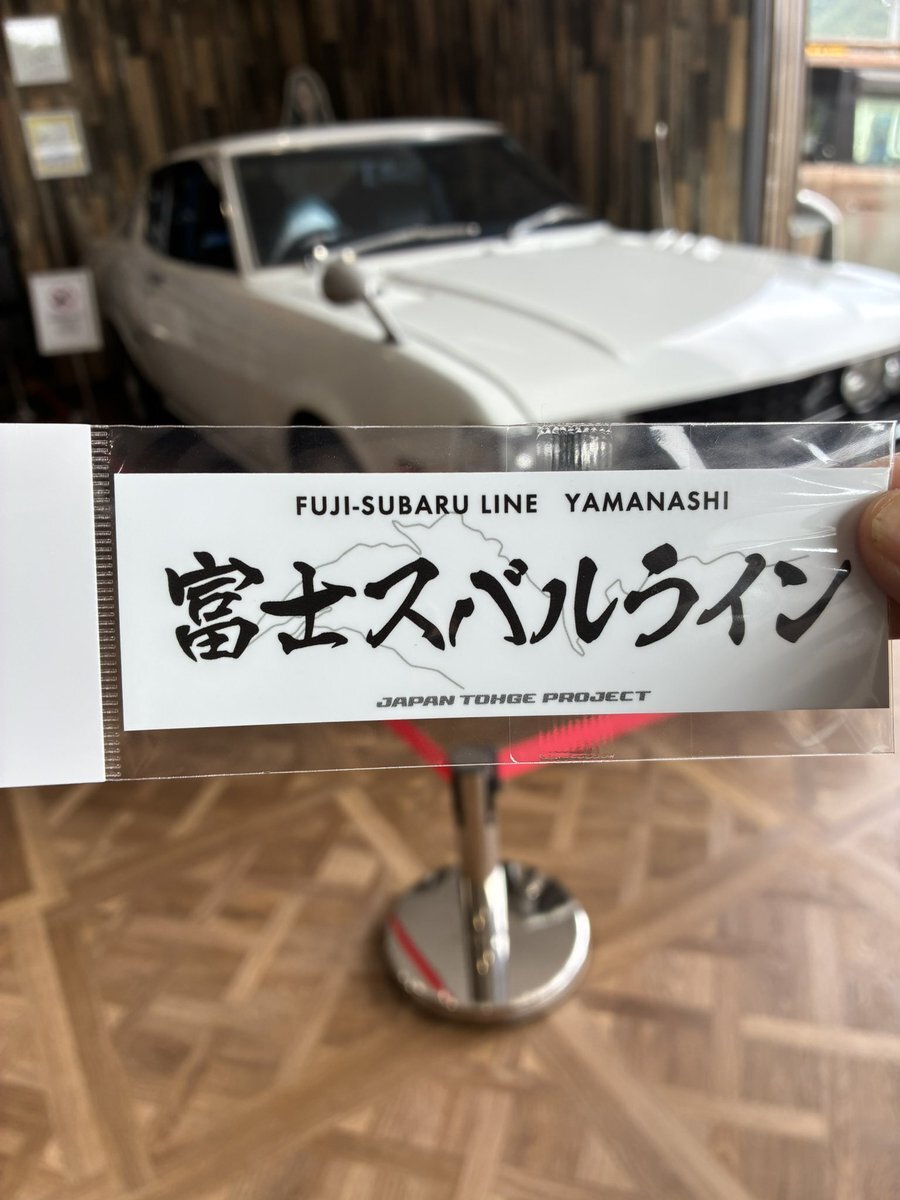 FUJI-SUBARU LINE YAMANASHI
富士スバルライン
JAPAN TOHGE PROJECT